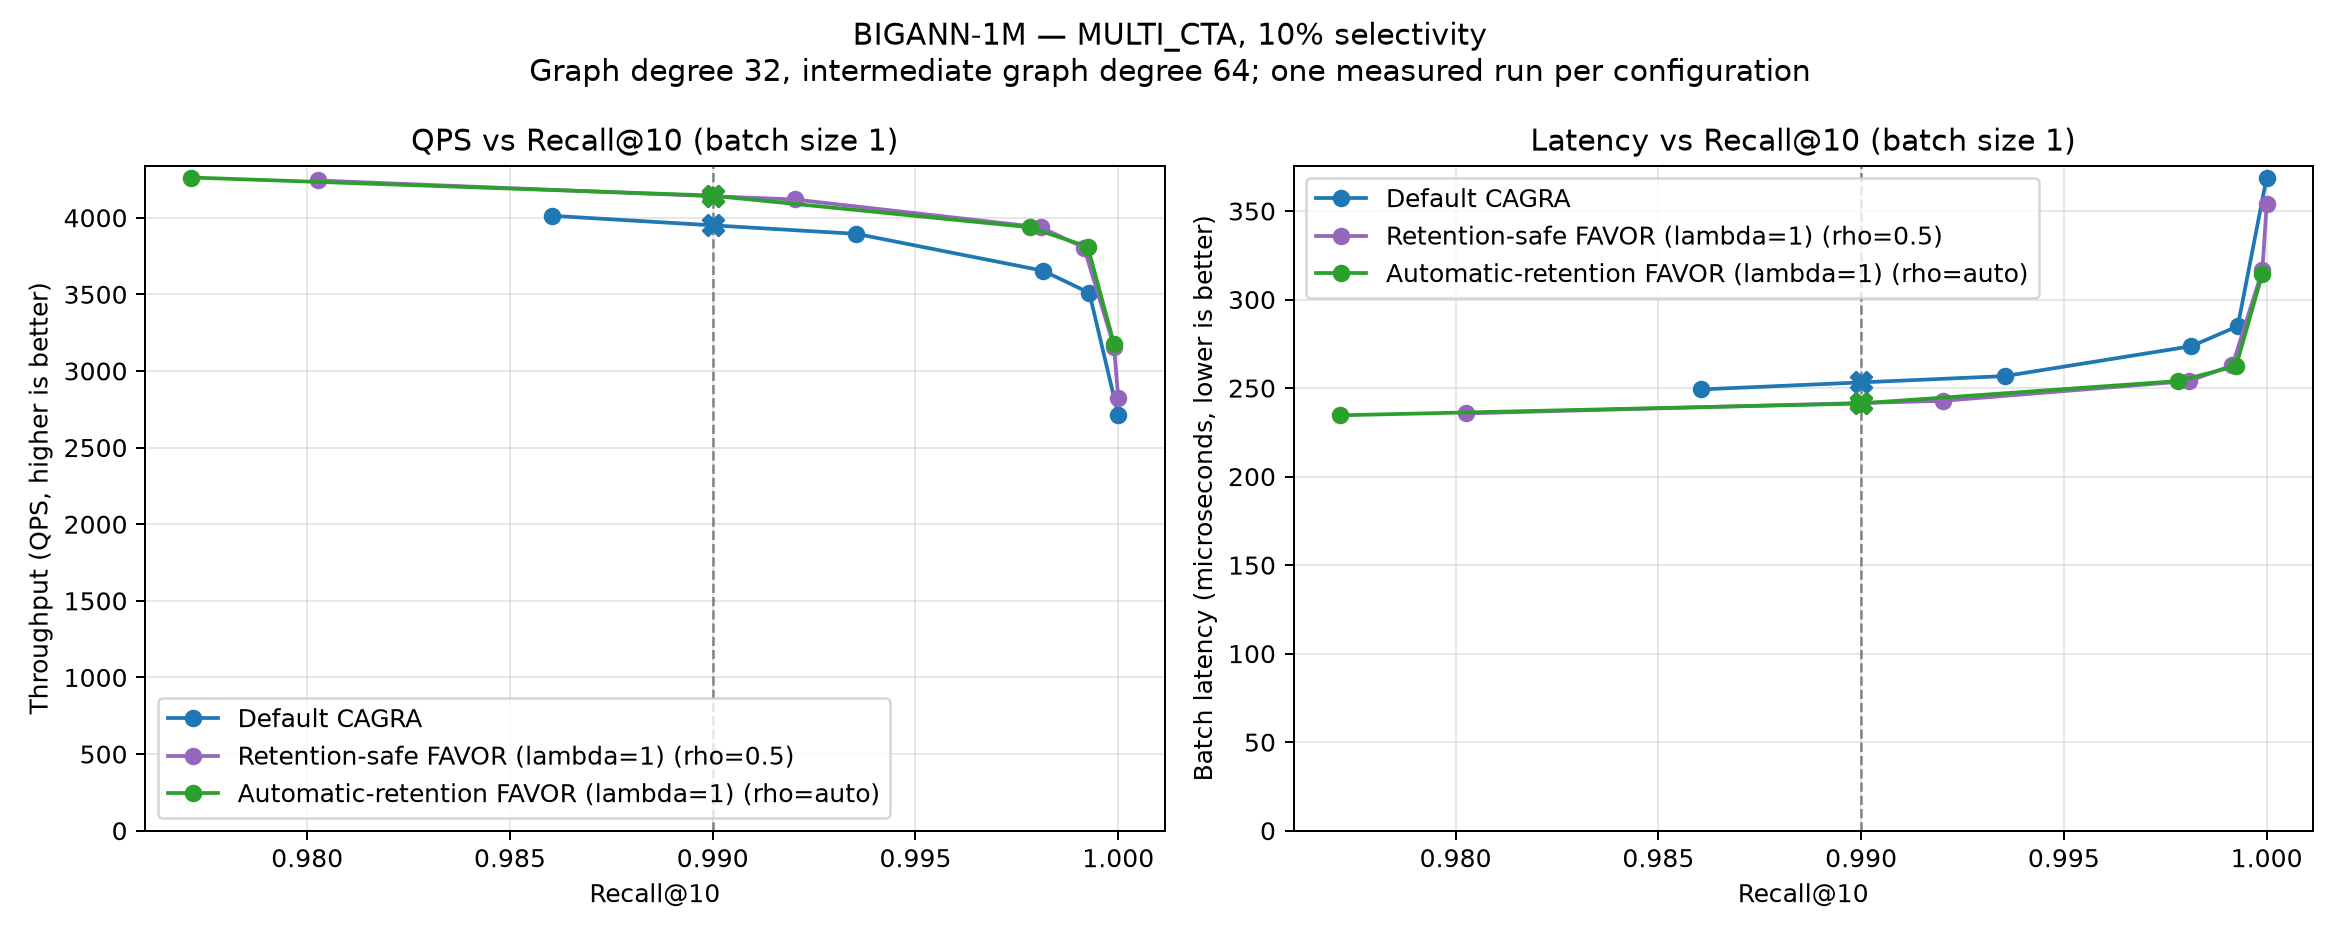 BIGANN-1M — MULTI_CTA, 10% selectivity
Graph degree 32, intermediate graph degree 64; one measured run per configuration
QPS vs Recall@10 (batch size 1)
Throughput (QPS, higher is better)
4000
3500
3000
2500
2000
1500
1000
500
0
Default CAGRA
Retention-safe FAVOR (lambda=1) (rho=0.5)
Automatic-retention FAVOR (lambda=1) (rho=auto)
0.980
0.985
0.990
0.995
1.000
Recall@10
Latency vs Recall@10 (batch size 1)
Batch latency (microseconds, lower is better)
350
300
250
200
150
100
50
0
Default CAGRA
Retention-safe FAVOR (lambda=1) (rho=0.5)
Automatic-retention FAVOR (lambda=1) (rho=auto)
0.980
0.985
0.990
0.995
1.000
Recall@10